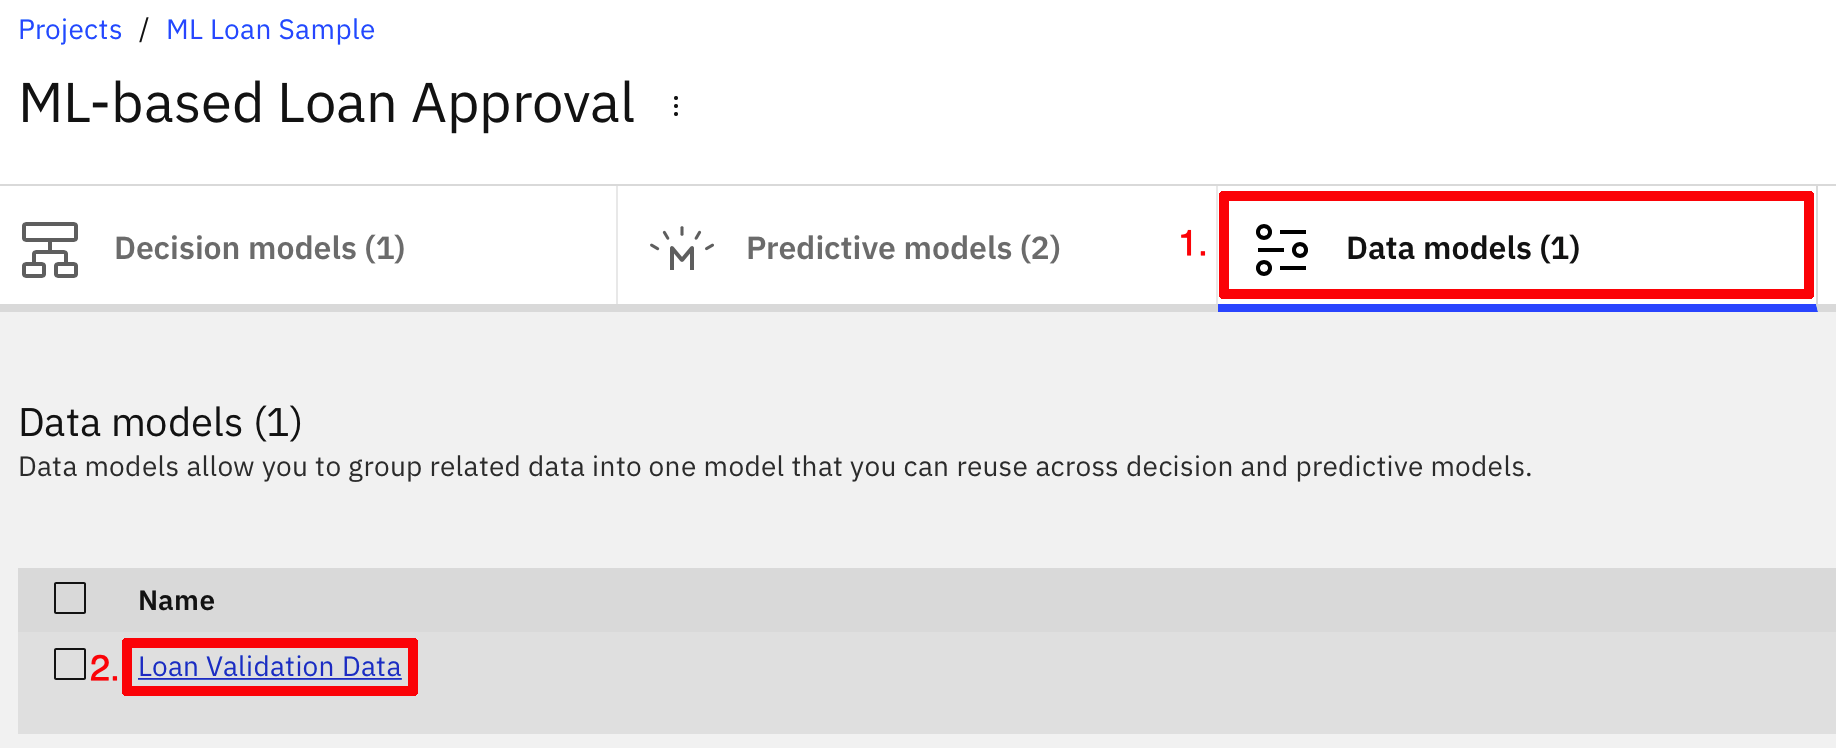 Projects / ML Loan Sample
ML-based Loan Approval
Decision models (1)
Predictive models (2)
1.
Data models (1)
Data models (1)
Data models allow you to group related data into one model that you can reuse across decision and predictive models.
Name
2. Loan Validation Data